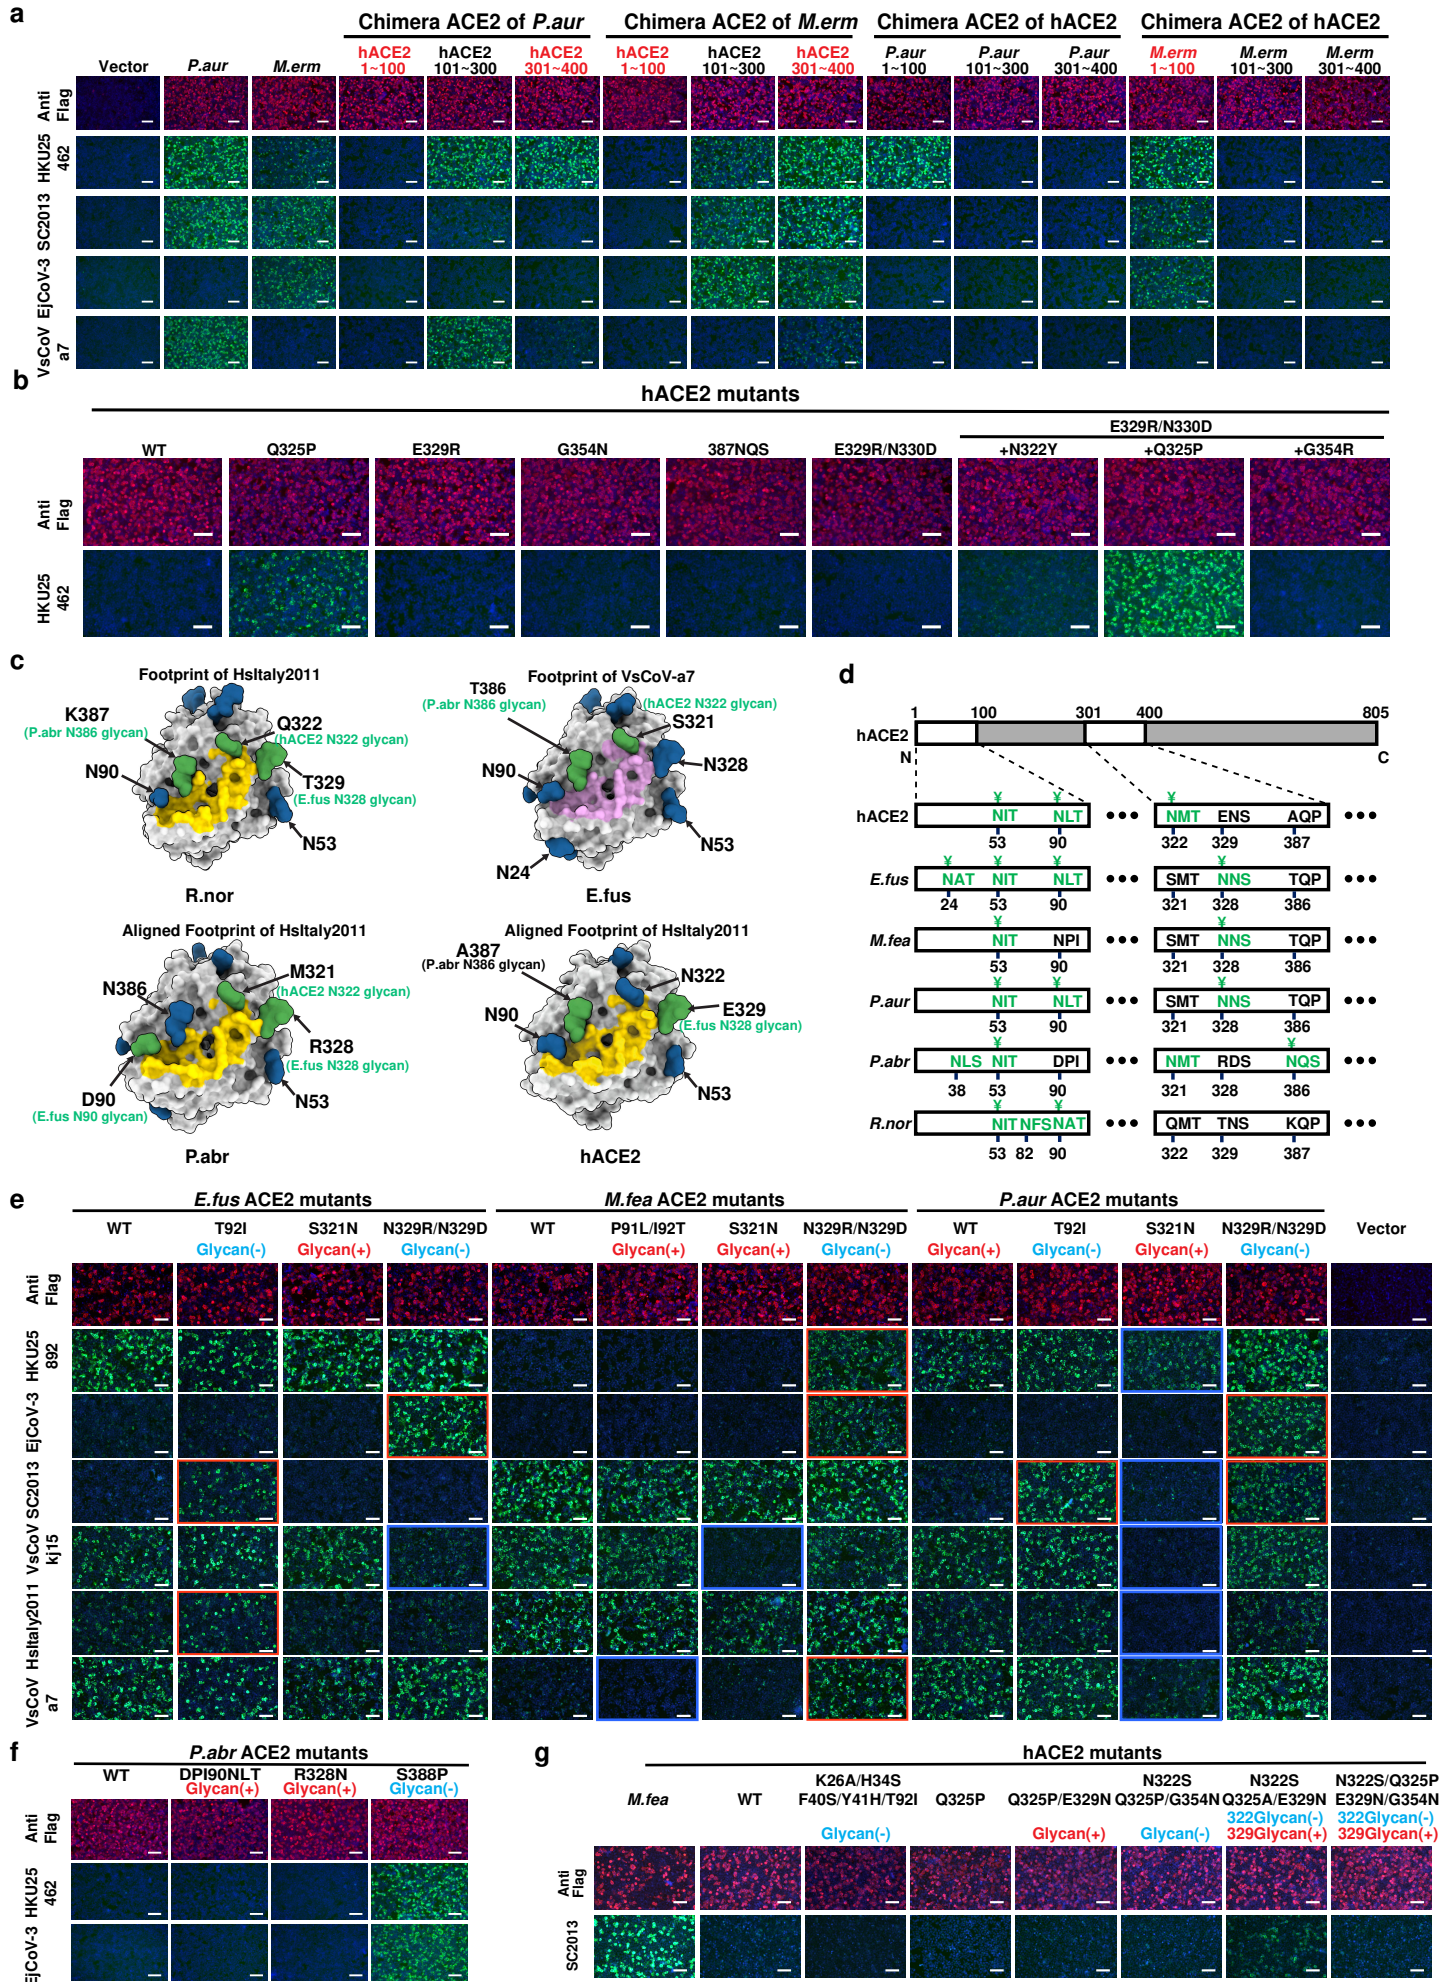 a
Chimera ACE2 of P.aur
Chimera ACE2 of M.erm
Chimera ACE2 of hACE2
Chimera ACE2 of hACE2
Vector
P.aur
M.erm
hACE2 1~100
hACE2 101~300
hACE2 301~400
hACE2 1~100
hACE2 101~300
hACE2 301~400
P.aur 1~100
P.aur 101~300
P.aur 301~400
M.erm 1~100
M.erm 101~300
M.erm 301~400
Anti Flag
HKU25 462
SC2013
EjCoV-3
VsCoV a7
b
hACE2 mutants
E329R/N330D
WT
Q325P
E329R
G354N
387NQS
E329R/N330D
+N322Y
+Q325P
+G354R
Anti Flag
HKU25 462
c
Footprint of HsItaly2011
K387
(P.abr N386 glycan)
Q322
(hACE2 N322 glycan)
N90
T329
(E.fus N328 glycan)
N53
R.nor
Footprint of VsCoV-a7
T386
(P.abr N386 glycan)
(hACE2 N322 glycan)
S321
N90
N328
N53
N24
E.fus
Aligned Footprint of HsItaly2011
M321
(hACE2 N322 glycan)
N386
R328
(E.fus N328 glycan)
D90
(E.fus N90 glycan)
N53
P.abr
Aligned Footprint of HsItaly2011
A387
(P.abr N386 glycan)
N322
N90
E329
(E.fus N328 glycan)
N53
hACE2
d
1 100 301 400 805
hACE2
N C
¥ ¥ ¥
hACE2 NIT NLT NMT ENS AQP
53 90 322 329 387
¥ ¥ ¥ ¥
E.fus NAT NIT NLT SMT NNS TQP
24 53 90 321 328 386
¥ ¥
M.fea NIT NPI SMT NNS TQP
53 90 321 328 386
¥ ¥ ¥
P.aur NIT NLT SMT NNS TQP
53 90 321 328 386
¥ ¥
P.abr NLS NIT DPI NMT RDS NQS
38 53 90 321 328 386
¥ ¥
R.nor NIT NFS NAT QMT TNS KQP
53 82 90 322 329 387
e
E.fus ACE2 mutants
M.fea ACE2 mutants
P.aur ACE2 mutants
WT
T92I Glycan(-)
S321N Glycan(+)
N329R/N329D Glycan(-)
WT
P91L/I92T Glycan(+)
S321N Glycan(+)
N329R/N329D Glycan(-)
WT Glycan(+)
T92I Glycan(-)
S321N Glycan(+)
N329R/N329D Glycan(-)
Vector
Anti Flag
HKU25 892
EjCoV-3
SC2013
VsCoV kj15
HsItaly2011
VsCoV a7
f
P.abr ACE2 mutants
WT
DPI90NLT Glycan(+)
R328N Glycan(+)
S388P Glycan(-)
Anti Flag
HKU25 462
EjCoV-3
g
hACE2 mutants
M.fea
WT
K26A/H34S
F40S/Y41H/T92I
Glycan(-)
Q325P
Q325P/E329N
Glycan(+)
N322S
Q325P/G354N
Glycan(-)
N322S
Q325A/E329N
322Glycan(-)
329Glycan(+)
N322S/Q325P
E329N/G354N
322Glycan(-)
329Glycan(+)
Anti Flag
SC2013